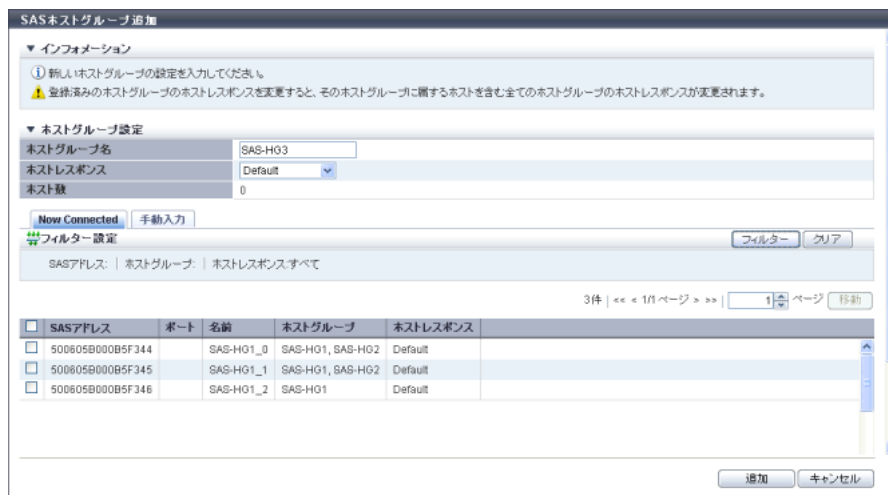 SASホストグループ追加
▼ インフォメーション
新しいホストグループの設定を入力してください。
登録済みのホストグループのホストレスポンスを変更すると、そのホストグループに属するホストを含む全てのホストグループのホストレスポンスが変更されます。
▼ ホストグループ設定
ホストグループ名 SAS-HG3
ホストレスポンス Default
ホスト数 0
Now Connected 手動入力
フィルター設定 フィルター クリア
SASアドレス: | ホストグループ: | ホストレスポンス:すべて
3件 | << < 1/1 ページ > >> | 1 ページ 移動
SASアドレス ポート 名前 ホストグループ ホストレスポンス
500605B000B5F344 SAS-HG1_0 SAS-HG1, SAS-HG2 Default
500605B000B5F345 SAS-HG1_1 SAS-HG1, SAS-HG2 Default
500605B000B5F346 SAS-HG1_2 SAS-HG1 Default
追加 キャンセル